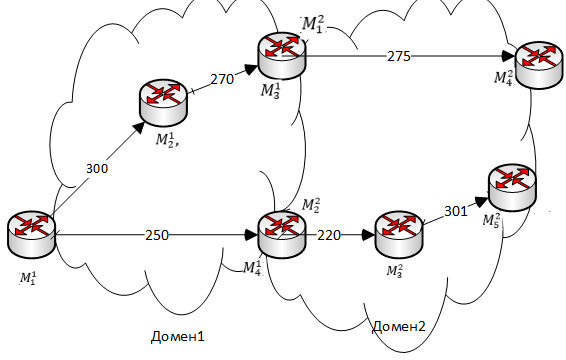 M₁²
275
270
M₃¹
M₄²
M₂¹,
300
M₂²
301
250
220
M₅²
M₄¹
M₃²
M₁¹
Домен2
Домен1